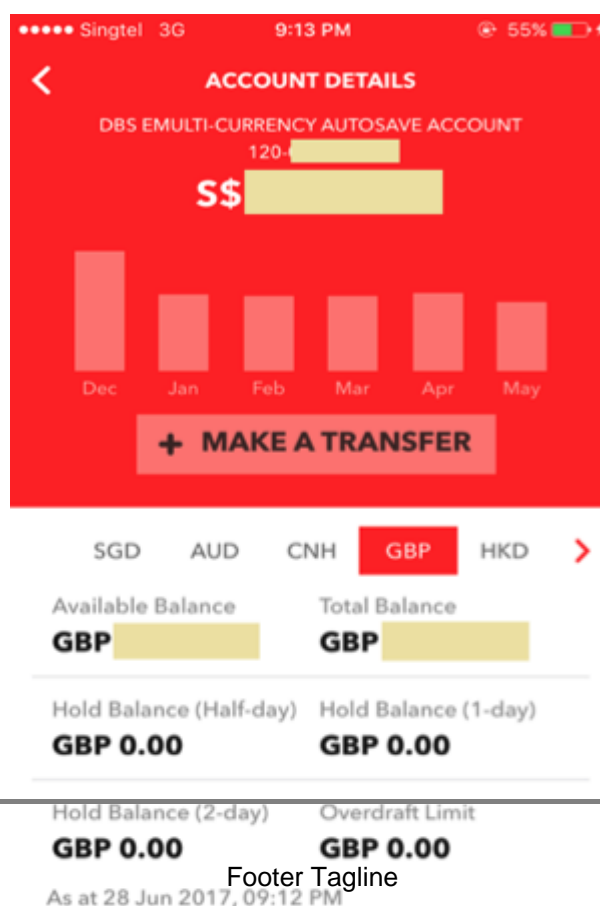 Singtel 3G 9:13 PM 55%
ACCOUNT DETAILS
DBS EMULTI-CURRENCY AUTOSAVE ACCOUNT
120-
S$
Dec Jan Feb Mar Apr May
+ MAKE A TRANSFER
SGD AUD CNH GBP HKD >
Available Balance Total Balance
GBP GBP
Hold Balance (Half-day) Hold Balance (1-day)
GBP 0.00 GBP 0.00
Hold Balance (2-day) Overdraft Limit
GBP 0.00 GBP 0.00
Footer Tagline
As at 28 Jun 2017, 09:12 PM